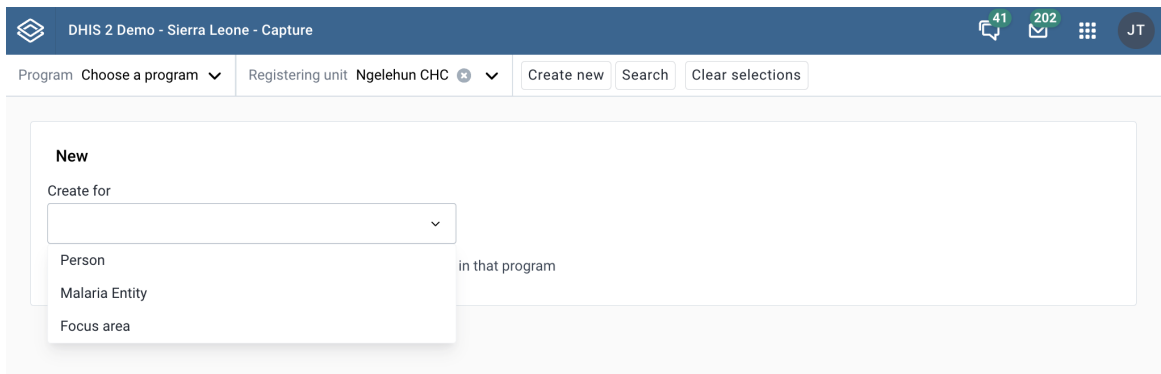 DHIS 2 Demo - Sierra Leone - Capture 41 202 JT
Program Choose a program Registering unit Ngelehun CHC Create new Search Clear selections
New
Create for
Person
in that program
Malaria Entity
Focus area